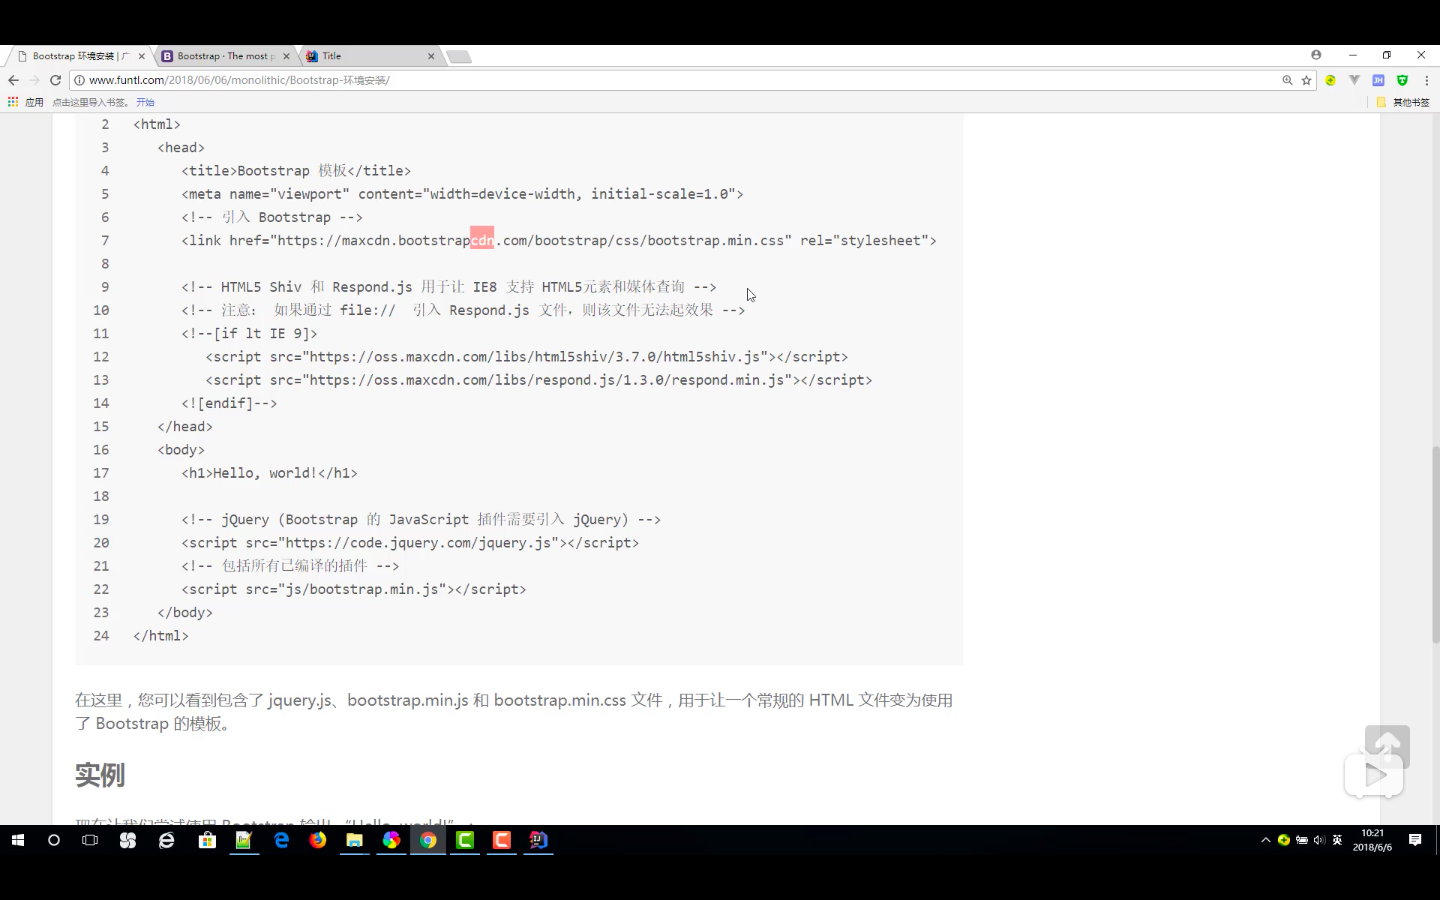 Bootstrap 环境安装 | 广
Bootstrap · The most p
Title
www.funtl.com/2018/06/06/monolithic/Bootstrap-环境安装/
应用 点击这里导入书签。 开始
其他书签
2 <html>
3 <head>
4 <title>Bootstrap 模板</title>
5 <meta name="viewport" content="width=device-width, initial-scale=1.0">
6 <!-- 引入 Bootstrap -->
7 <link href="https://maxcdn.bootstrapcdn.com/bootstrap/css/bootstrap.min.css" rel="stylesheet">
8
9 <!-- HTML5 Shiv 和 Respond.js 用于让 IE8 支持 HTML5元素和媒体查询 -->
10 <!-- 注意: 如果通过 file:// 引入 Respond.js 文件，则该文件无法起效果 -->
11 <!--[if lt IE 9]>
12 <script src="https://oss.maxcdn.com/libs/html5shiv/3.7.0/html5shiv.js"></script>
13 <script src="https://oss.maxcdn.com/libs/respond.js/1.3.0/respond.min.js"></script>
14 <![endif]-->
15 </head>
16 <body>
17 <h1>Hello, world!</h1>
18
19 <!-- jQuery (Bootstrap 的 JavaScript 插件需要引入 jQuery) -->
20 <script src="https://code.jquery.com/jquery.js"></script>
21 <!-- 包括所有已编译的插件 -->
22 <script src="js/bootstrap.min.js"></script>
23 </body>
24 </html>
在这里，您可以看到包含了 jquery.js、bootstrap.min.js 和 bootstrap.min.css 文件，用于让一个常规的 HTML 文件变为使用
了 Bootstrap 的模板。
实例
现在让我们尝试使用 Bootstrap 输出 "Hello, world!"：
英
10:21
2018/6/6